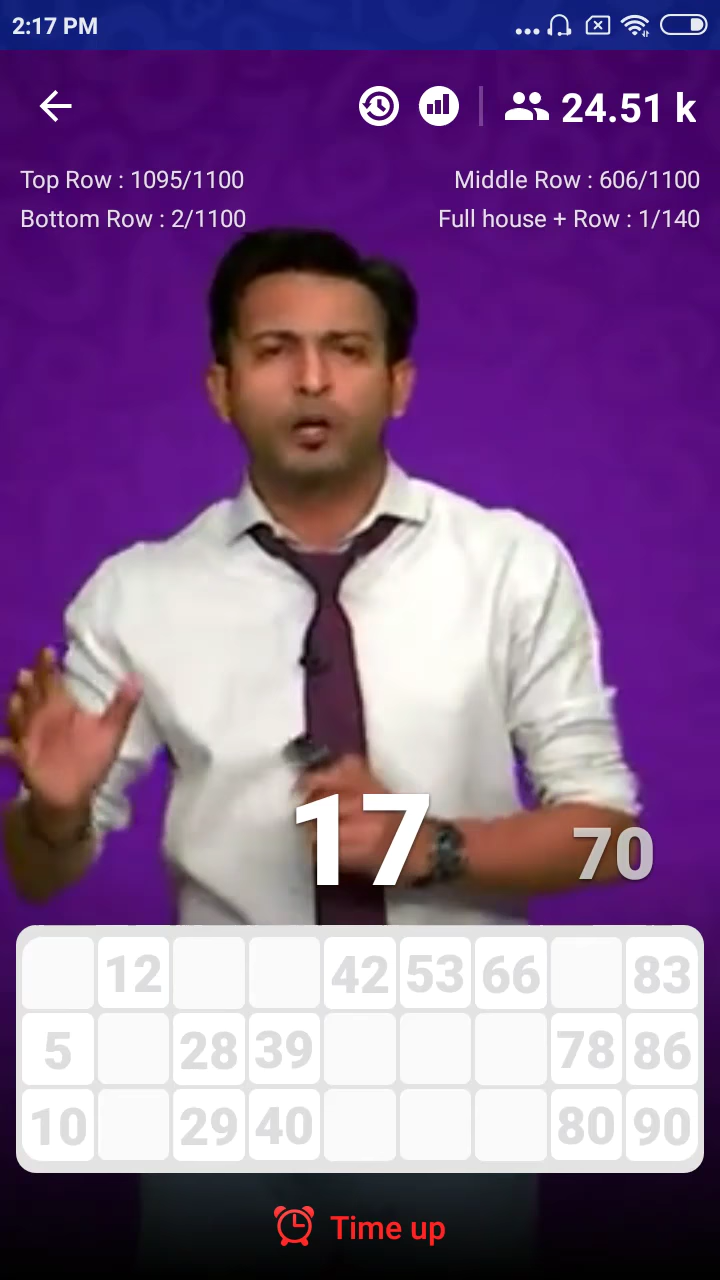 2:17 PM
24.51 k
Top Row : 1095/1100
Middle Row : 606/1100
Bottom Row : 2/1100
Full house + Row : 1/140
17
70
12 42 53 66 83
5 28 39 78 86
10 29 40 80 90
Time up